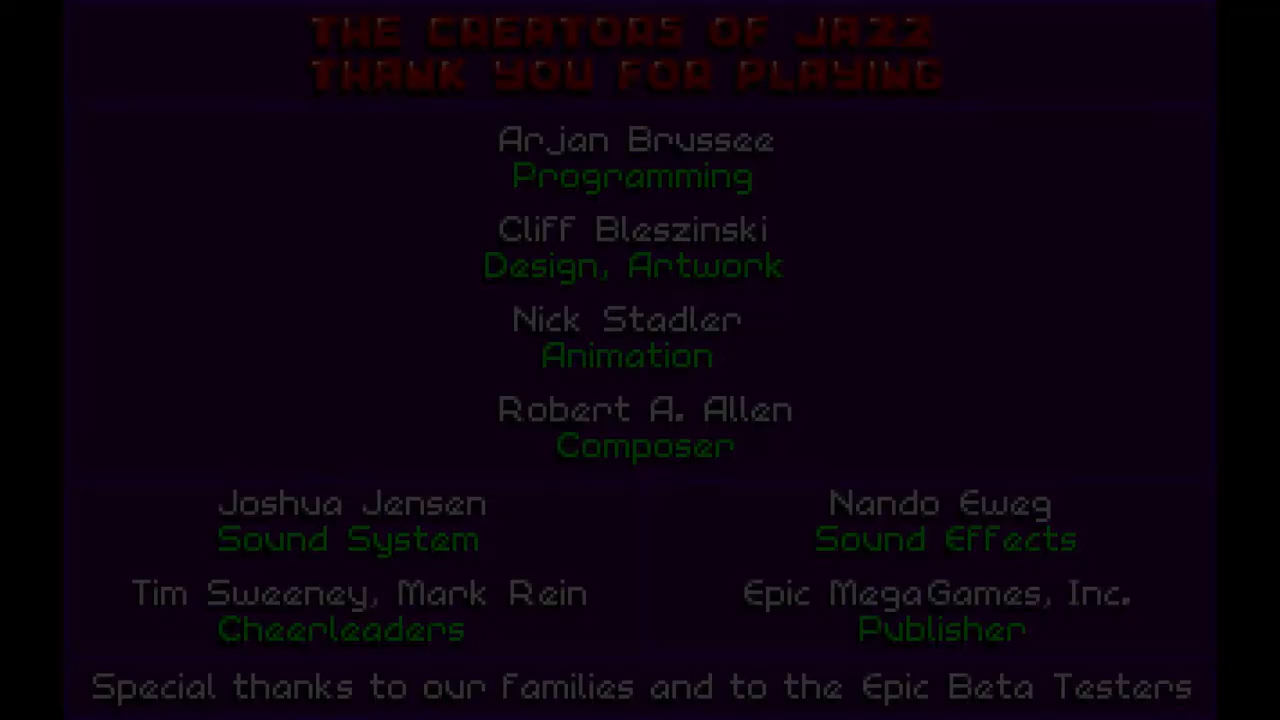 THE CREATORS OF JAZZ
THANK YOU FOR PLAYING
Arjan Brussee
Programming
Cliff Bleszinski
Design, Artwork
Nick Stadler
Animation
Robert A. Allen
Composer
Joshua Jensen
Sound System
Nando Eweg
Sound Effects
Tim Sweeney, Mark Rein
Cheerleaders
Epic MegaGames, Inc.
Publisher
Special thanks to our families and to the Epic Beta Testers